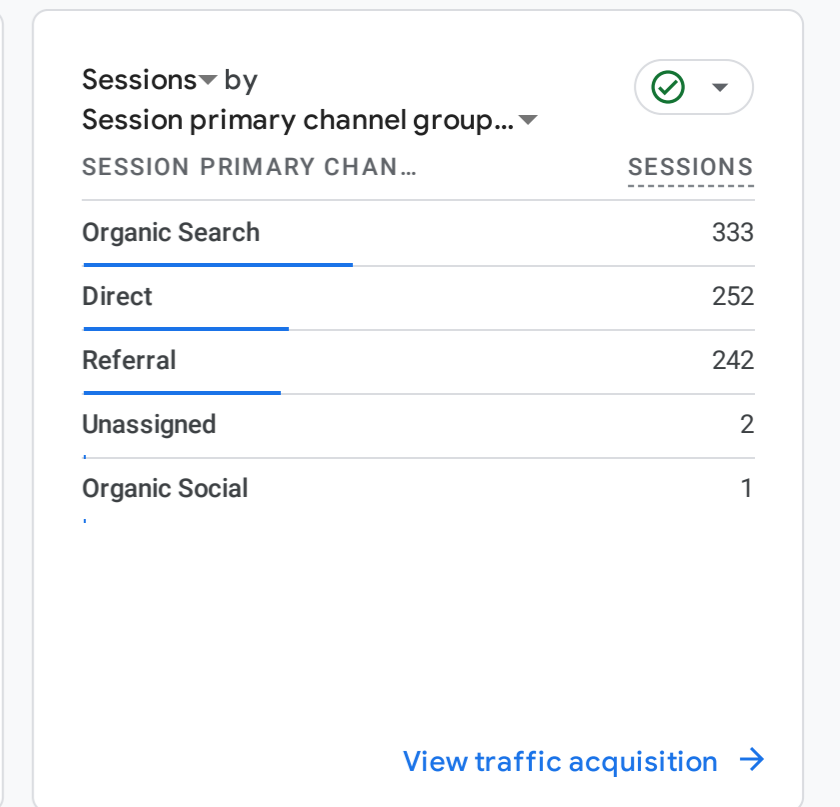 Sessions by
Session primary channel group...
SESSION PRIMARY CHAN... SESSIONS
Organic Search 333
Direct 252
Referral 242
Unassigned 2
Organic Social 1
View traffic acquisition